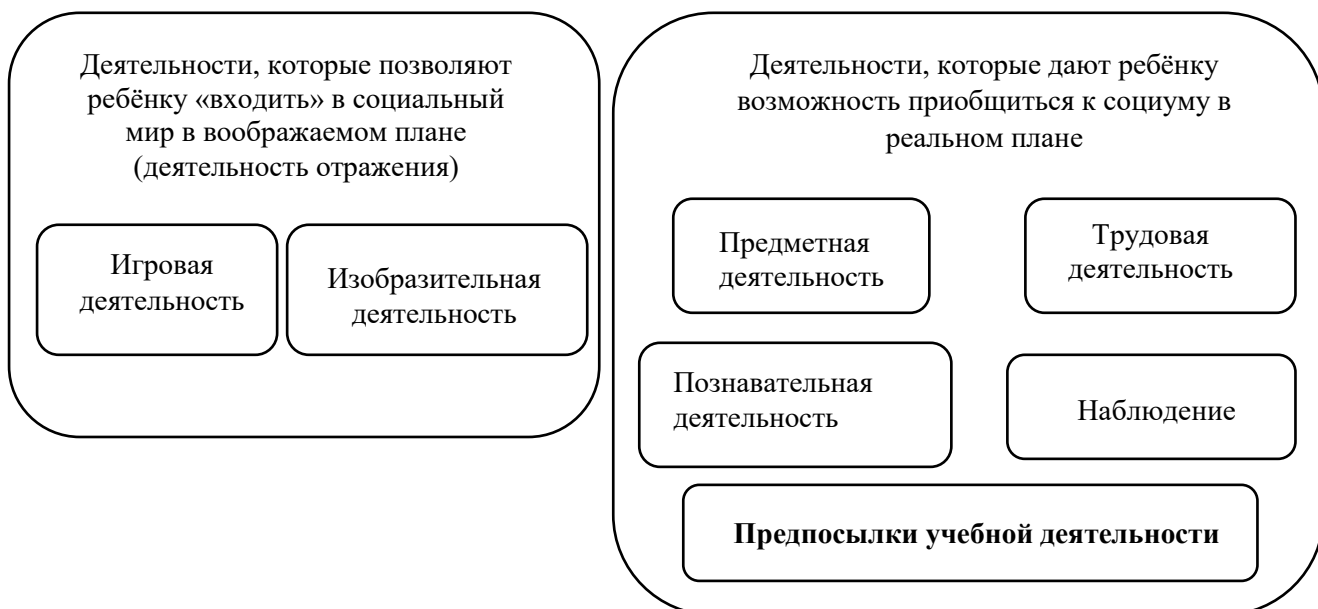 Деятельности, которые позволяют
ребёнку «входить» в социальный
мир в воображаемом плане
(деятельность отражения)
Игровая
деятельность
Изобразительная
деятельность
Деятельности, которые дают ребёнку
возможность приобщиться к социуму в
реальном плане
Предметная
деятельность
Трудовая
деятельность
Познавательная
деятельность
Наблюдение
Предпосылки учебной деятельности